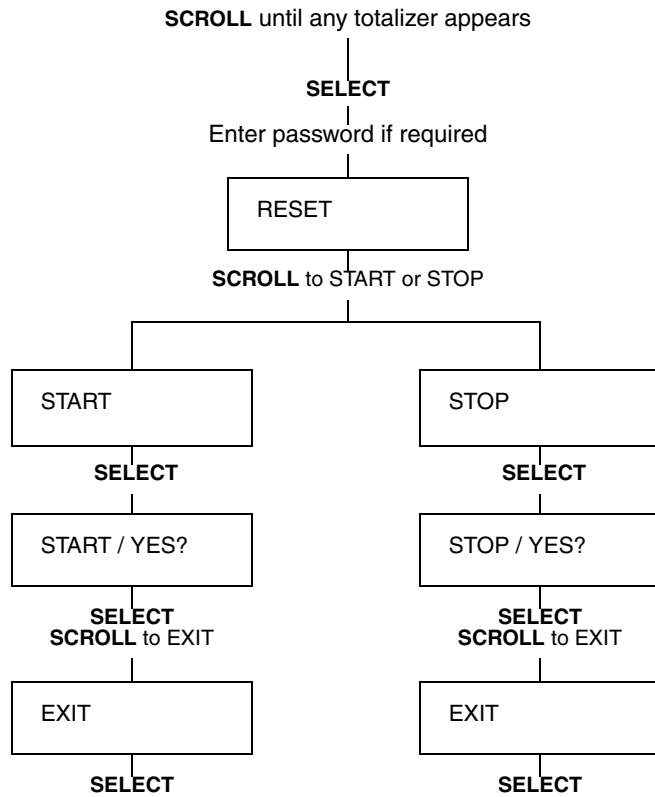 SCROLL until any totalizer appears
SELECT
Enter password if required
RESET
SCROLL to START or STOP
START
STOP
SELECT
SELECT
START / YES?
STOP / YES?
SELECT
SCROLL to EXIT
SELECT
SCROLL to EXIT
EXIT
EXIT
SELECT
SELECT